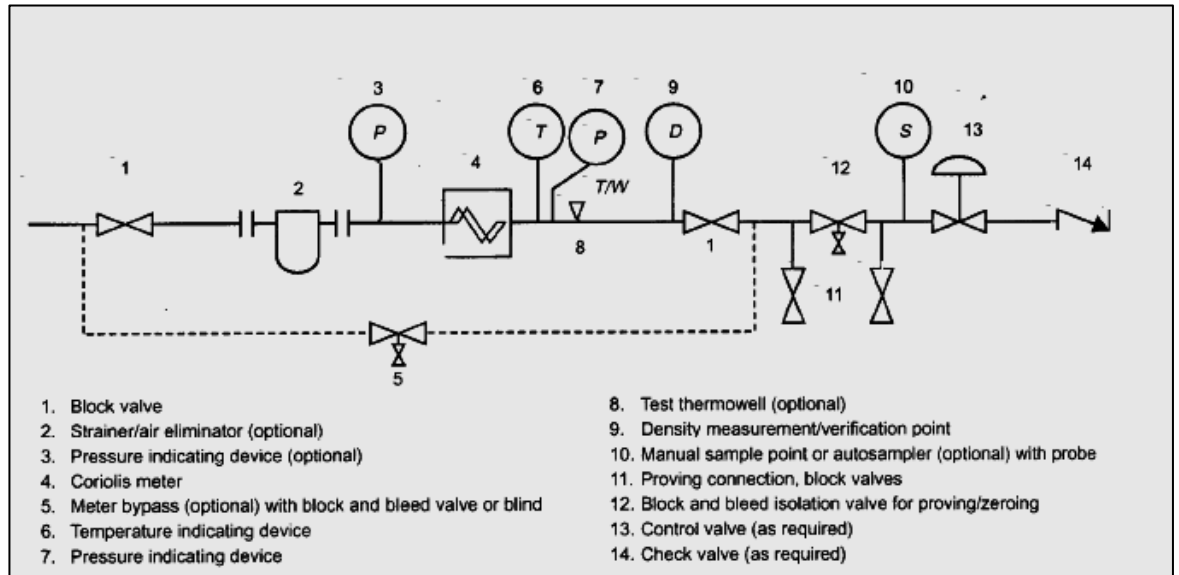 3 6 7 9 10
P T P D S 13
1 4 12 14
2 T/W
8 1 11
5
1. Block valve
2. Strainer/air eliminator (optional)
3. Pressure indicating device (optional)
4. Coriolis meter
5. Meter bypass (optional) with block and bleed valve or blind
6. Temperature indicating device
7. Pressure indicating device
8. Test thermowell (optional)
9. Density measurement/verification point
10. Manual sample point or autosampler (optional) with probe
11. Proving connection, block valves
12. Block and bleed isolation valve for proving/zeroing
13. Control valve (as required)
14. Check valve (as required)